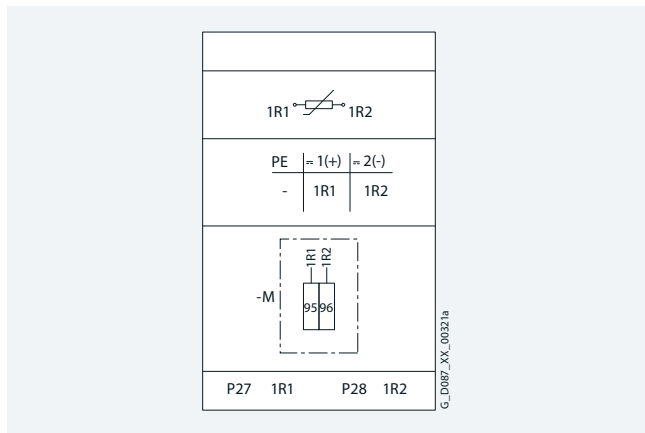 1R1 1R2
PE ⎓ 1(+) ⎓ 2(-)
- 1R1 1R2
1R1 1R2
-M
95 96
P27 1R1 P28 1R2
G_D087_XX_00321a